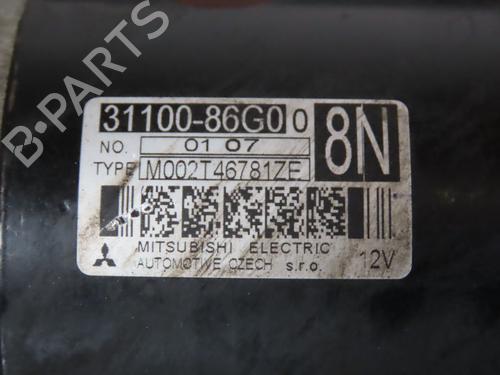 31100-86G0 0
8N
NO. 01 07
TYPE M002T46781ZE
MITSUBISHI ELECTRIC
AUTOMOTIVE CZECH s.r.o. 12V
B-PARTS